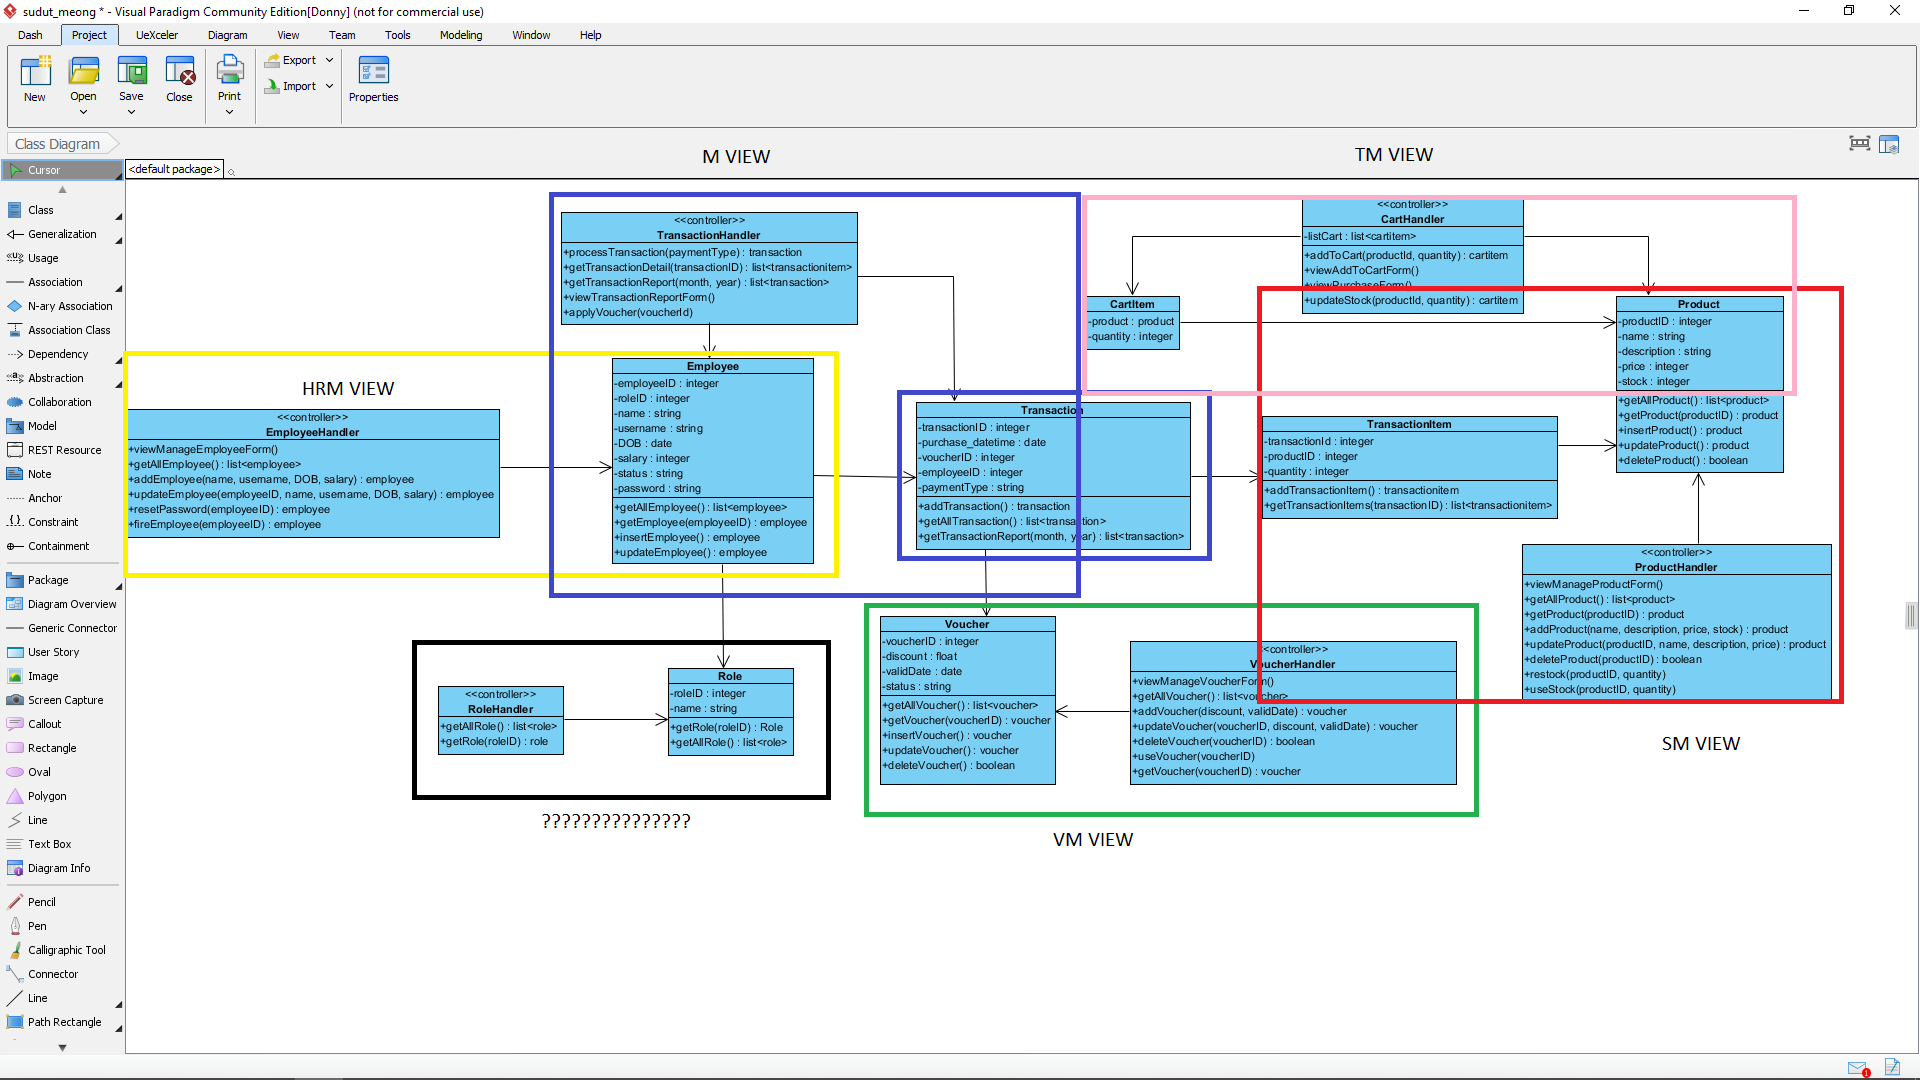 sudut_meong * - Visual Paradigm Community Edition[Donny] (not for commercial use)
Dash Project UeXceler Diagram View Team Tools Modeling Window Help
New Open Save Close Print Export Import Properties
Class Diagram
<default package>
Cursor
Class
Generalization
Usage
Association
N-ary Association
Association Class
Dependency
Abstraction
Collaboration
Model
REST Resource
Note
Anchor
Constraint
Containment
Package
Diagram Overview
Generic Connector
User Story
Image
Screen Capture
Callout
Rectangle
Oval
Polygon
Line
Text Box
Diagram Info
Pencil
Pen
Calligraphic Tool
Connector
Line
Path Rectangle
M VIEW
<<controller>>
TransactionHandler
+processTransaction(paymentType) : transaction
+getTransactionDetail(transactionID) : list<transactionitem>
+getTransactionReport(month, year) : list<transaction>
+viewTransactionReportForm()
+applyVoucher(voucherId)
TM VIEW
<<controller>>
CartHandler
-listCart : list<cartitem>
+addToCart(productId, quantity) : cartitem
+viewAddToCartForm()
+viewPurchaseForm()
+updateStock(productId, quantity) : cartitem
CartItem
-product : product
-quantity : integer
Product
-productID : integer
-name : string
-description : string
-price : integer
-stock : integer
+getAllProduct() : list<product>
+getProduct(productID) : product
+insertProduct() : product
+updateProduct() : product
+deleteProduct() : boolean
HRM VIEW
<<controller>>
EmployeeHandler
+viewManageEmployeeForm()
+getAllEmployee() : list<employee>
+addEmployee(name, username, DOB, salary) : employee
+updateEmployee(employeeID, name, username, DOB, salary) : employee
+resetPassword(employeeID) : employee
+fireEmployee(employeeID) : employee
Employee
-employeeID : integer
-roleID : integer
-name : string
-username : string
-DOB : date
-salary : integer
-status : string
-password : string
+getAllEmployee() : list<employee>
+getEmployee(employeeID) : employee
+insertEmployee() : employee
+updateEmployee() : employee
Transaction
-transactionID : integer
-purchase_datetime : date
-voucherID : integer
-employeeID : integer
-paymentType : string
+addTransaction() : transaction
+getAllTransaction() : list<transaction>
+getTransactionReport(month, year) : list<transaction>
TransactionItem
-transactionId : integer
-productID : integer
-quantity : integer
+addTransactionItem() : transactionitem
+getTransactionItems(transactionID) : list<transactionitem>
<<controller>>
ProductHandler
+viewManageProductForm()
+getAllProduct() : list<product>
+getProduct(productID) : product
+addProduct(name, description, price, stock) : product
+updateProduct(productID, name, description, price) : product
+deleteProduct(productID) : boolean
+restock(productID, quantity)
+useStock(productID, quantity)
SM VIEW
<<controller>>
RoleHandler
+getAllRole() : list<role>
+getRole(roleID) : role
Role
-roleID : integer
-name : string
+getRole(roleID) : Role
+getAllRole() : list<role>
???????????????
Voucher
-voucherID : integer
-discount : float
-validDate : date
-status : string
+getAllVoucher() : list<voucher>
+getVoucher(voucherID) : voucher
+insertVoucher() : voucher
+updateVoucher() : voucher
+deleteVoucher() : boolean
<<controller>>
VoucherHandler
+viewManageVoucherForm()
+getAllVoucher() : list<voucher>
+addVoucher(discount, validDate) : voucher
+updateVoucher(voucherID, discount, validDate) : voucher
+deleteVoucher(voucherID) : boolean
+useVoucher(voucherID)
+getVoucher(voucherID) : voucher
VM VIEW